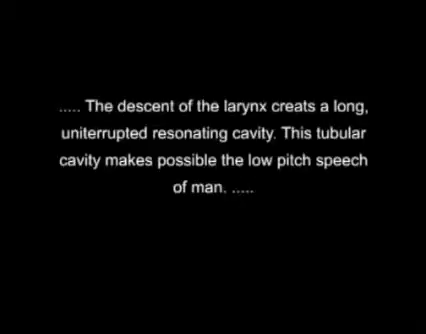 ..... The descent of the larynx creats a long,
uniterrupted resonating cavity. This tubular
cavity makes possible the low pitch speech
of man. .....